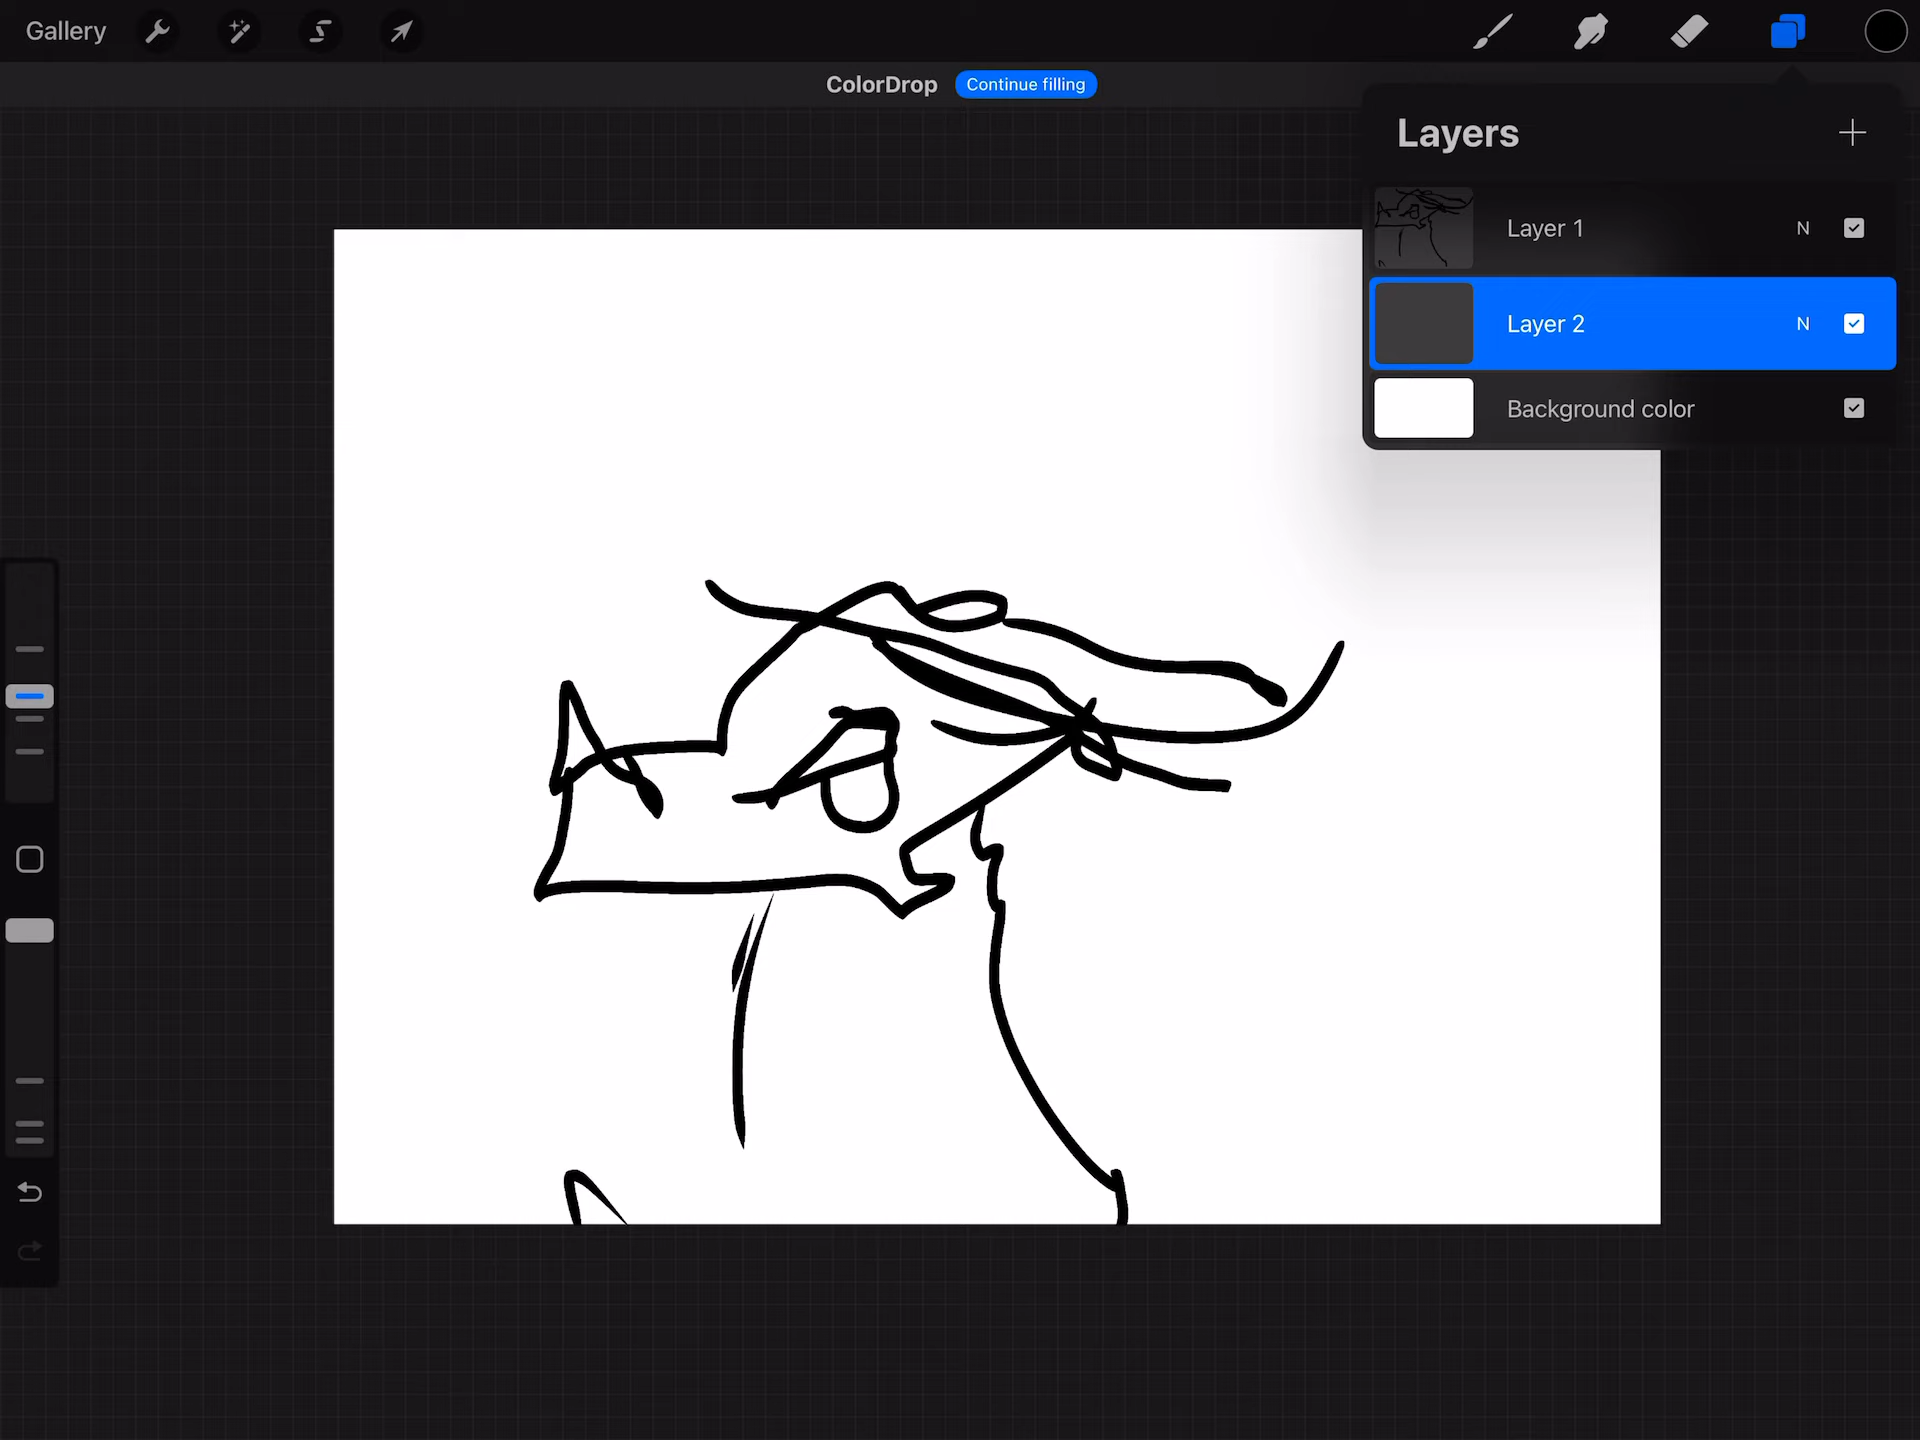 Gallery
ColorDrop Continue filling
Layers
Layer 1 N
Layer 2 N
Background color